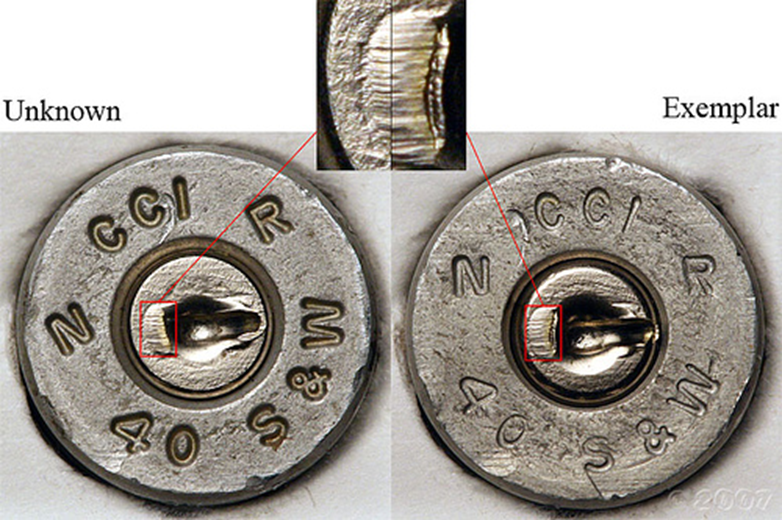 Unknown
Exemplar
N CCI R
40 S&W
N CCI R
40 S&W
© 2007